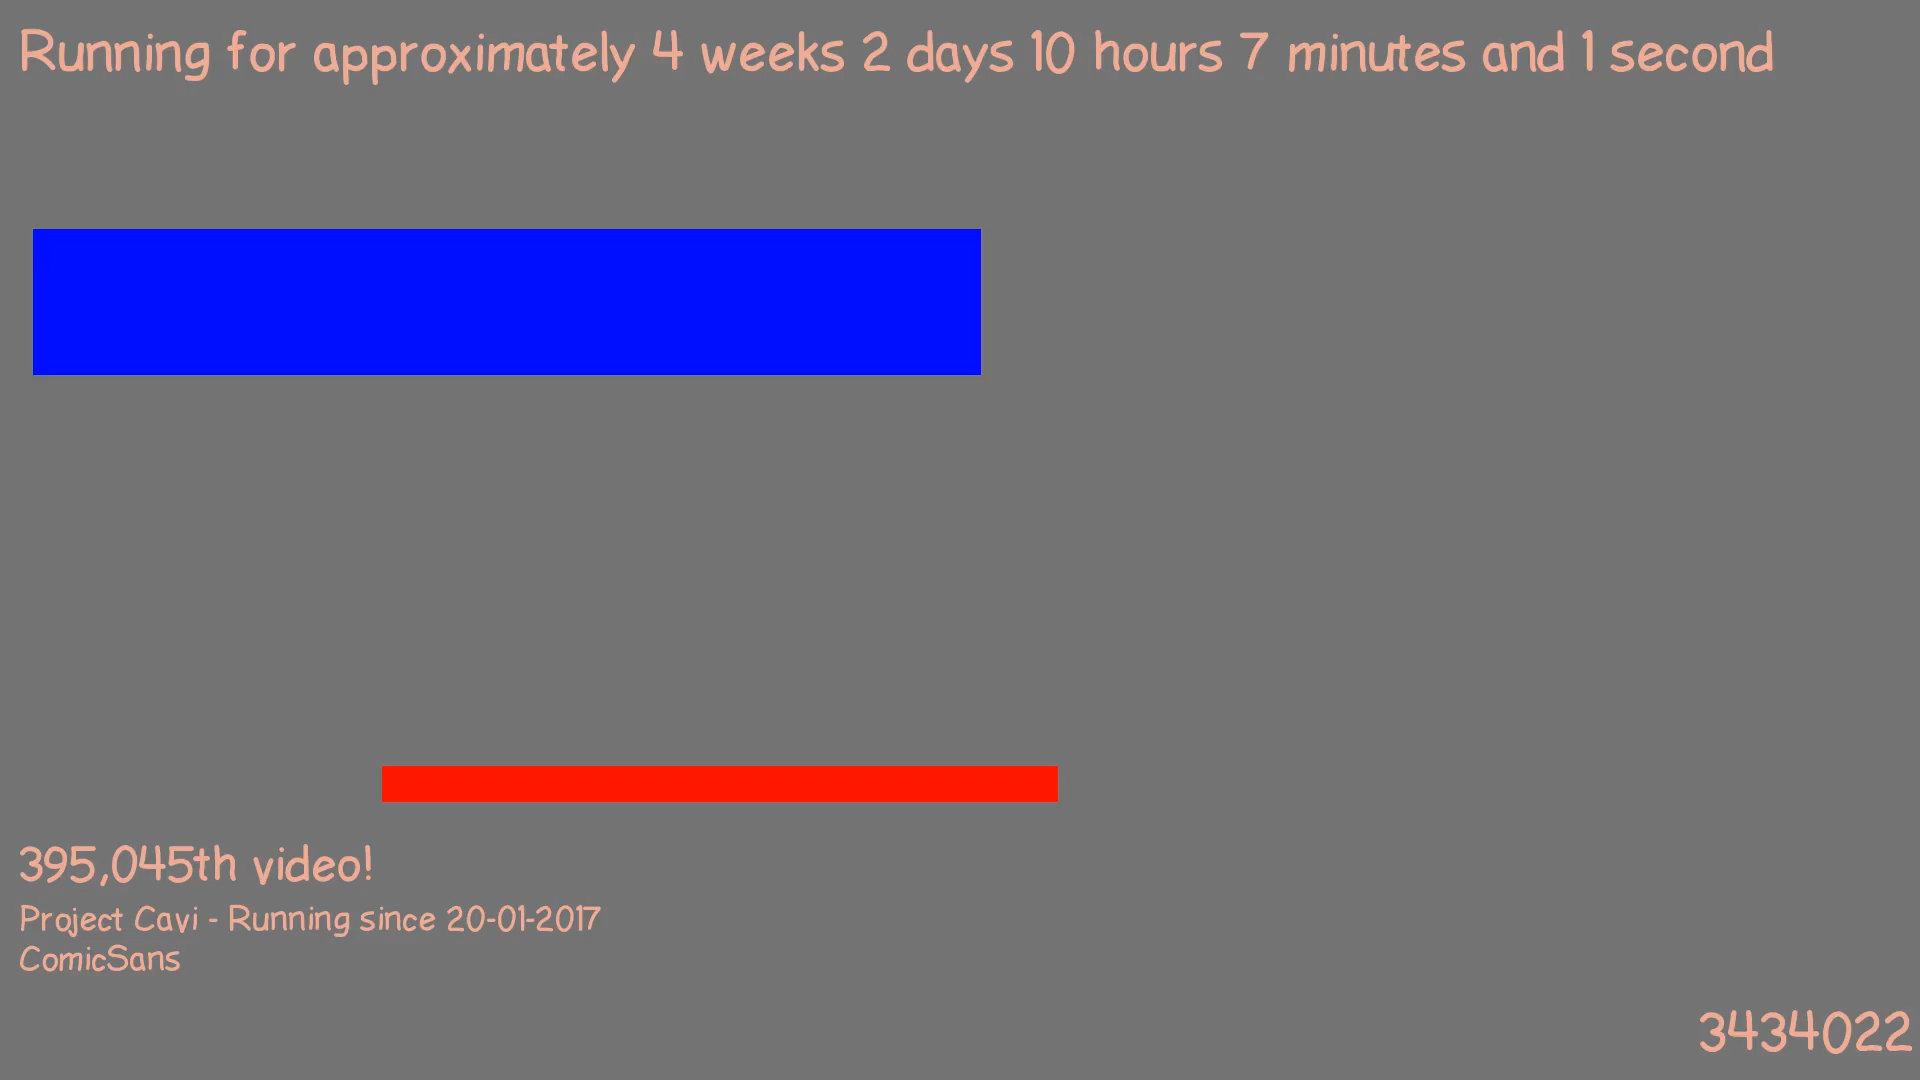 Running for approximately 4 weeks 2 days 10 hours 7 minutes and 1 second
395,045th video!
Project Cavi - Running since 20-01-2017
ComicSans
3434022